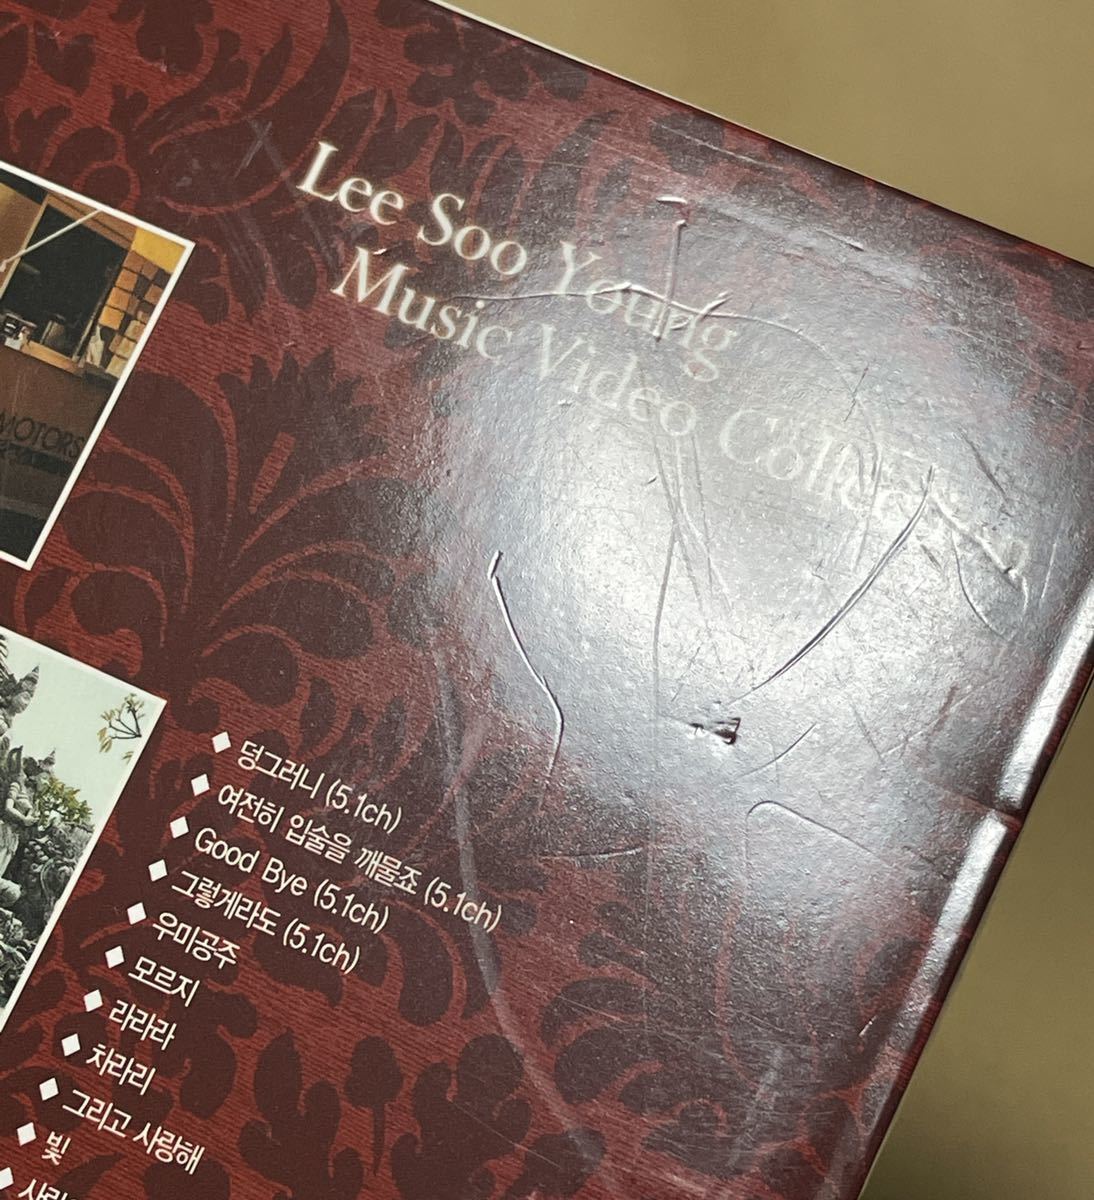 Lee Soo Young
Music Video Collection
MOTORS
덩그러니 (5.1ch)
여전히 입술을 깨물죠 (5.1ch)
Good Bye (5.1ch)
그렇게라도 (5.1ch)
우미공주
모르지
라라라
차라리
그리고 사랑해
빛